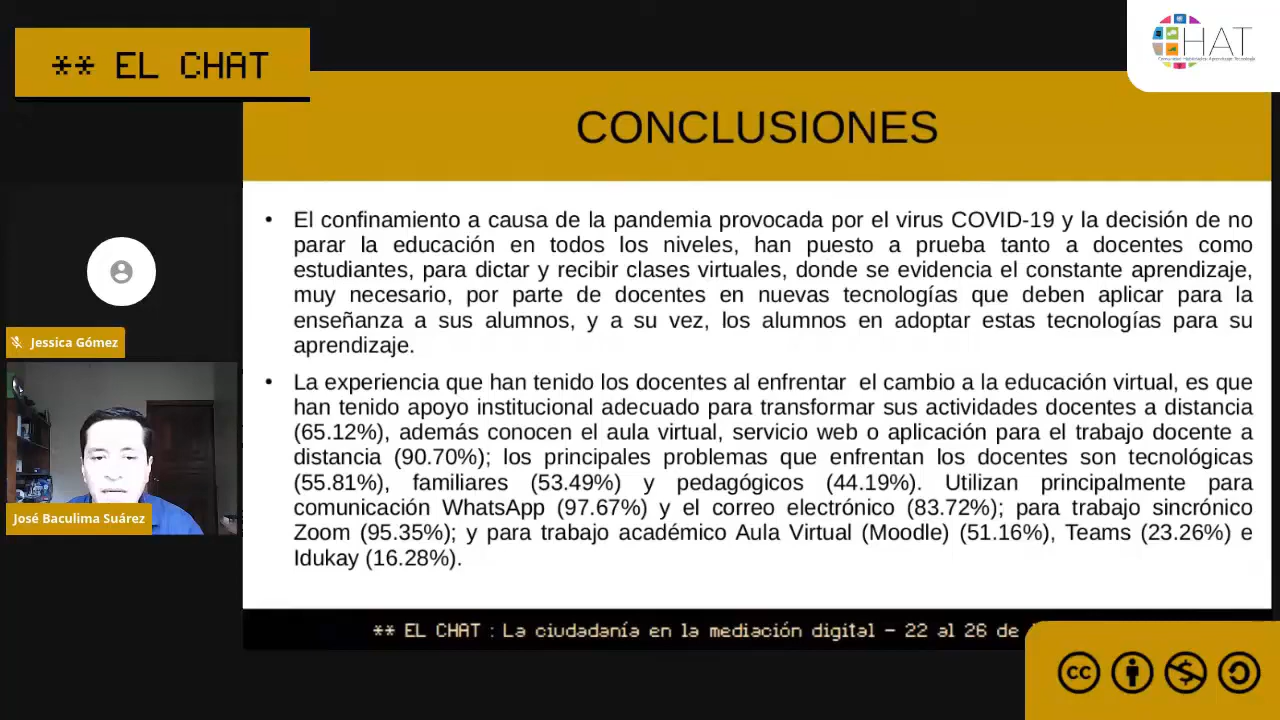 ** EL CHAT
HAT
CONCLUSIONES
• El confinamiento a causa de la pandemia provocada por el virus COVID-19 y la decisión de no
parar la educación en todos los niveles, han puesto a prueba tanto a docentes como
estudiantes, para dictar y recibir clases virtuales, donde se evidencia el constante aprendizaje,
muy necesario, por parte de docentes en nuevas tecnologías que deben aplicar para la
enseñanza a sus alumnos, y a su vez, los alumnos en adoptar estas tecnologías para su
aprendizaje.
• La experiencia que han tenido los docentes al enfrentar  el cambio a la educación virtual, es que
han tenido apoyo institucional adecuado para transformar sus actividades docentes a distancia
(65.12%), además conocen el aula virtual, servicio web o aplicación para el trabajo docente a
distancia (90.70%); los principales problemas que enfrentan los docentes son tecnológicas
(55.81%), familiares (53.49%) y pedagógicos (44.19%). Utilizan principalmente para
comunicación WhatsApp (97.67%) y el correo electrónico (83.72%); para trabajo sincrónico
Zoom (95.35%); y para trabajo académico Aula Virtual (Moodle) (51.16%), Teams (23.26%) e
Idukay (16.28%).
Jessica Gómez
José Baculima Suárez
** EL CHAT : La ciudadanía en la mediación digital – 22 al 26 de
CC